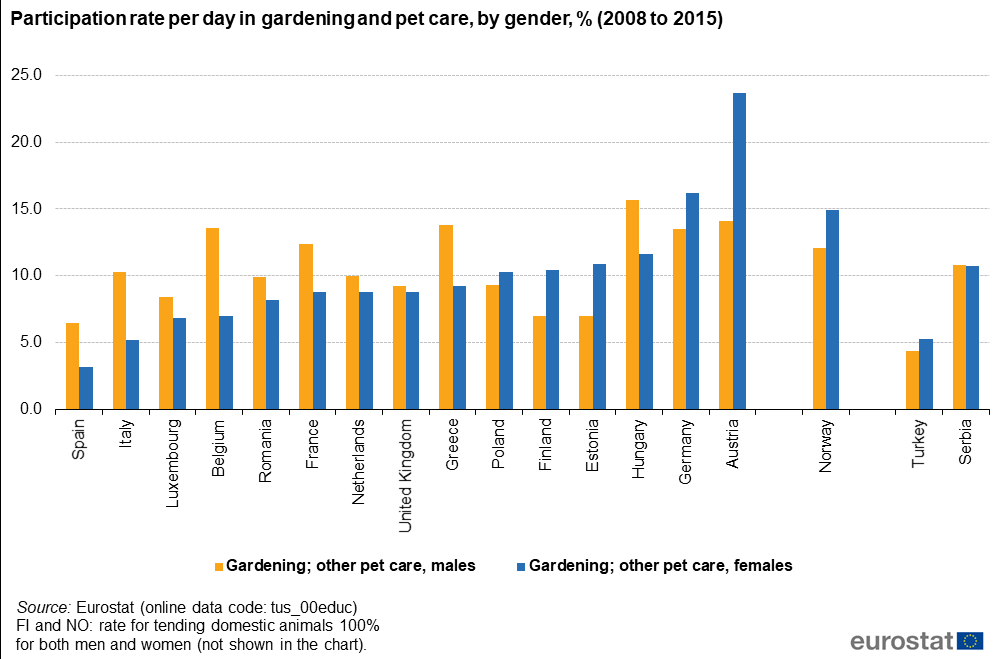 Participation rate per day in gardening and pet care, by gender, % (2008 to 2015)
25.0
20.0
15.0
10.0
5.0
0.0
Spain
Italy
Luxembourg
Belgium
Romania
France
Netherlands
United Kingdom
Greece
Poland
Finland
Estonia
Hungary
Germany
Austria
Norway
Turkey
Serbia
Gardening; other pet care, males
Gardening; other pet care, females
Source: Eurostat (online data code: tus_00educ)
FI and NO: rate for tending domestic animals 100%
for both men and women (not shown in the chart).
eurostat